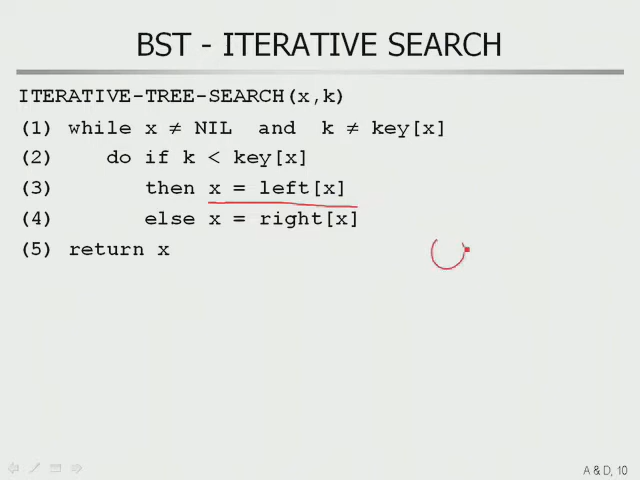 BST - ITERATIVE SEARCH
ITERATIVE-TREE-SEARCH(x,k)
(1) while x ≠ NIL and k ≠ key[x]
(2) do if k < key[x]
(3) then x = left[x]
(4) else x = right[x]
(5) return x
A & D, 10